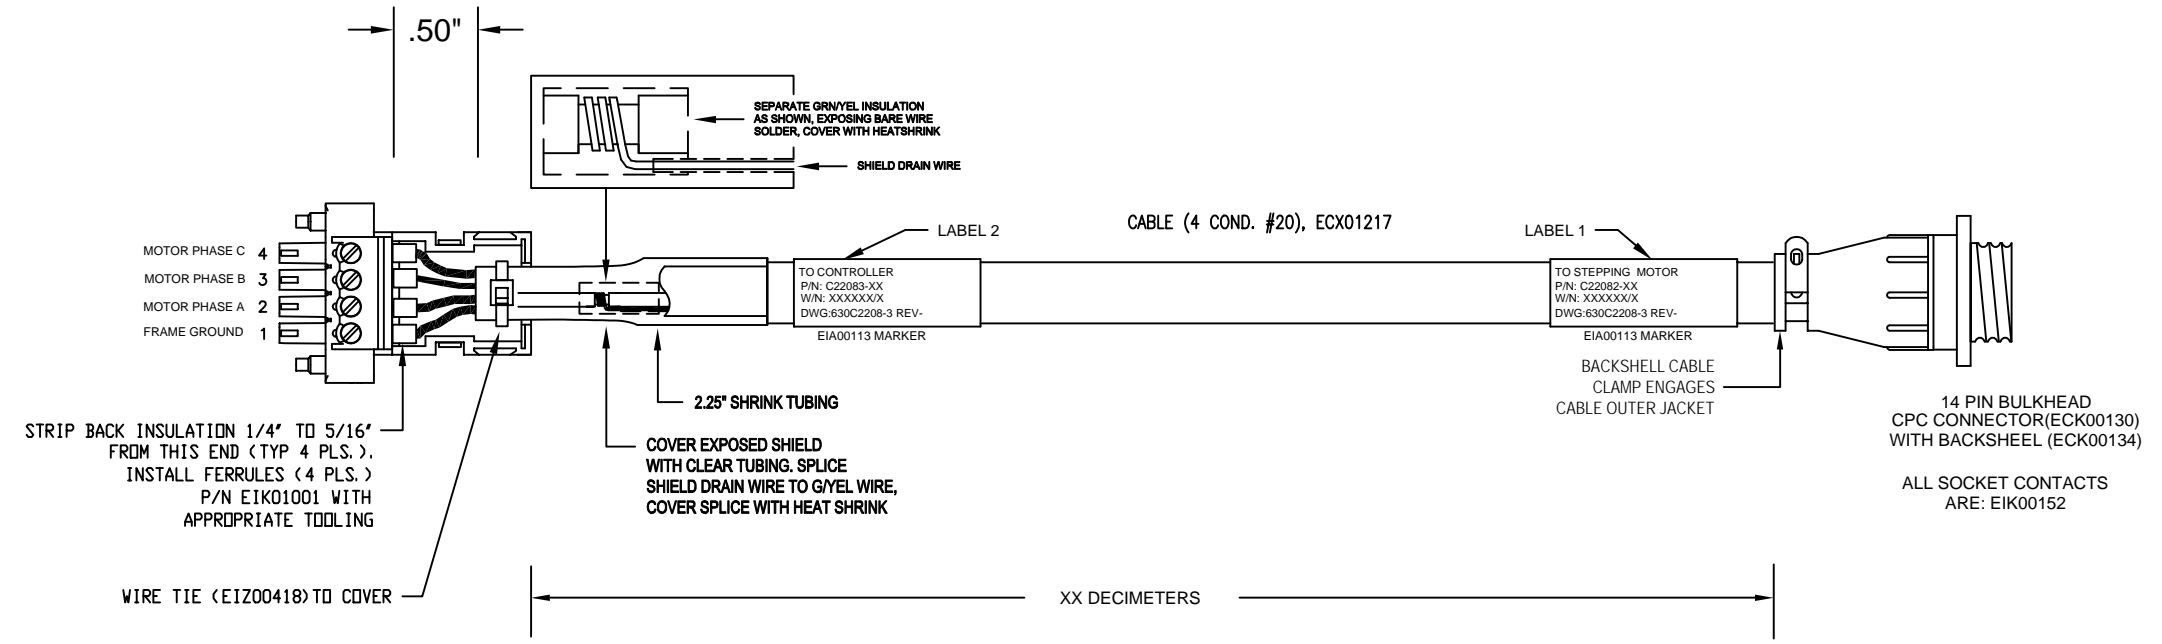 .50"
SEPARATE GRN/YEL INSULATION
AS SHOWN, EXPOSING BARE WIRE
SOLDER, COVER WITH HEATSHRINK
SHIELD DRAIN WIRE
MOTOR PHASE C 4
MOTOR PHASE B 3
MOTOR PHASE A 2
FRAME GROUND 1
LABEL 2
CABLE (4 COND. #20), ECX01217
LABEL 1
TO CONTROLLER
P/N: C22083-XX
W/N: XXXXXX/X
DWG:630C2208-3 REV-
EIA00113 MARKER
TO STEPPING MOTOR
P/N: C22082-XX
W/N: XXXXXX/X
DWG:630C2208-3 REV-
EIA00113 MARKER
BACKSHELL CABLE
CLAMP ENGAGES
CABLE OUTER JACKET
14 PIN BULKHEAD
CPC CONNECTOR(ECK00130)
WITH BACKSHEEL (ECK00134)
ALL SOCKET CONTACTS
ARE: EIK00152
2.25" SHRINK TUBING
COVER EXPOSED SHIELD
WITH CLEAR TUBING. SPLICE
SHIELD DRAIN WIRE TO G/YEL WIRE,
COVER SPLICE WITH HEAT SHRINK
STRIP BACK INSULATION 1/4" TO 5/16"
FROM THIS END (TYP 4 PLS.).
INSTALL FERRULES (4 PLS.)
P/N EIK01001 WITH
APPROPRIATE TOOLING
WIRE TIE (EIZ00418)TO COVER
XX DECIMETERS